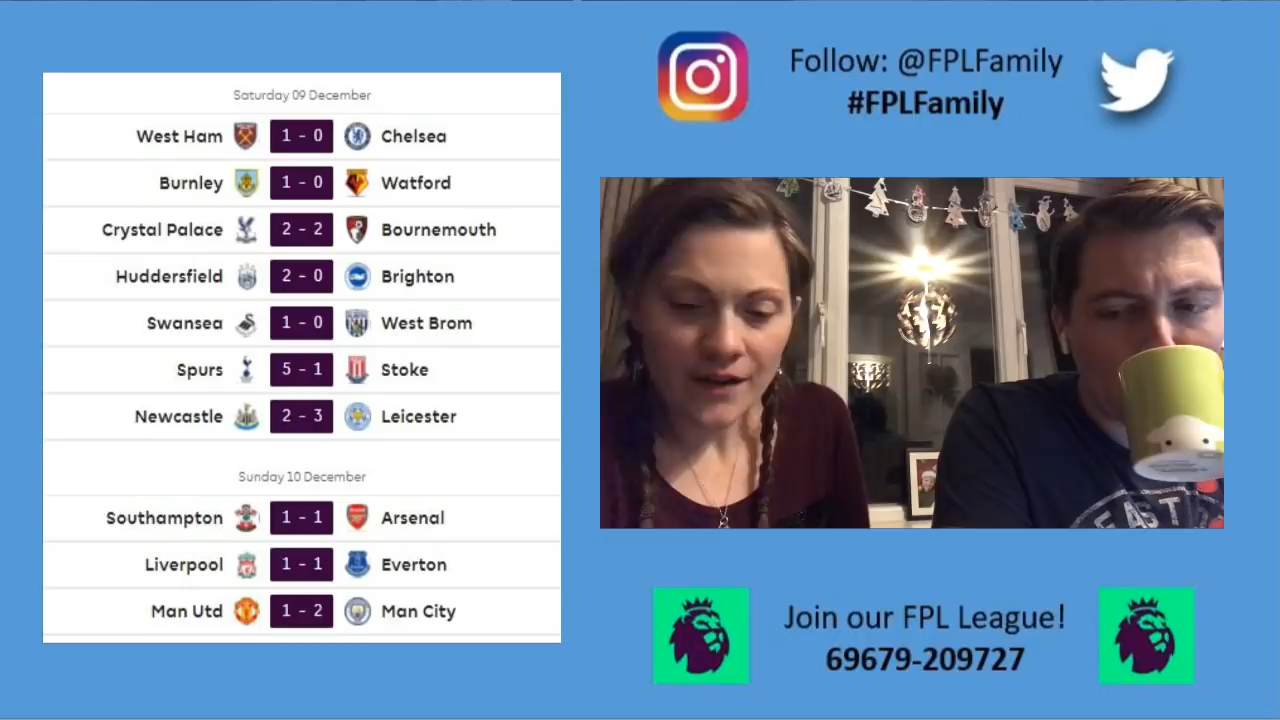 Saturday 09 December
West Ham 1 - 0 Chelsea
Burnley 1 - 0 Watford
Crystal Palace 2 - 2 Bournemouth
Huddersfield 2 - 0 Brighton
Swansea 1 - 0 West Brom
Spurs 5 - 1 Stoke
Newcastle 2 - 3 Leicester
Sunday 10 December
Southampton 1 - 1 Arsenal
Liverpool 1 - 1 Everton
Man Utd 1 - 2 Man City
Follow: @FPLFamily
#FPLFamily
EAST
Join our FPL League!
69679-209727